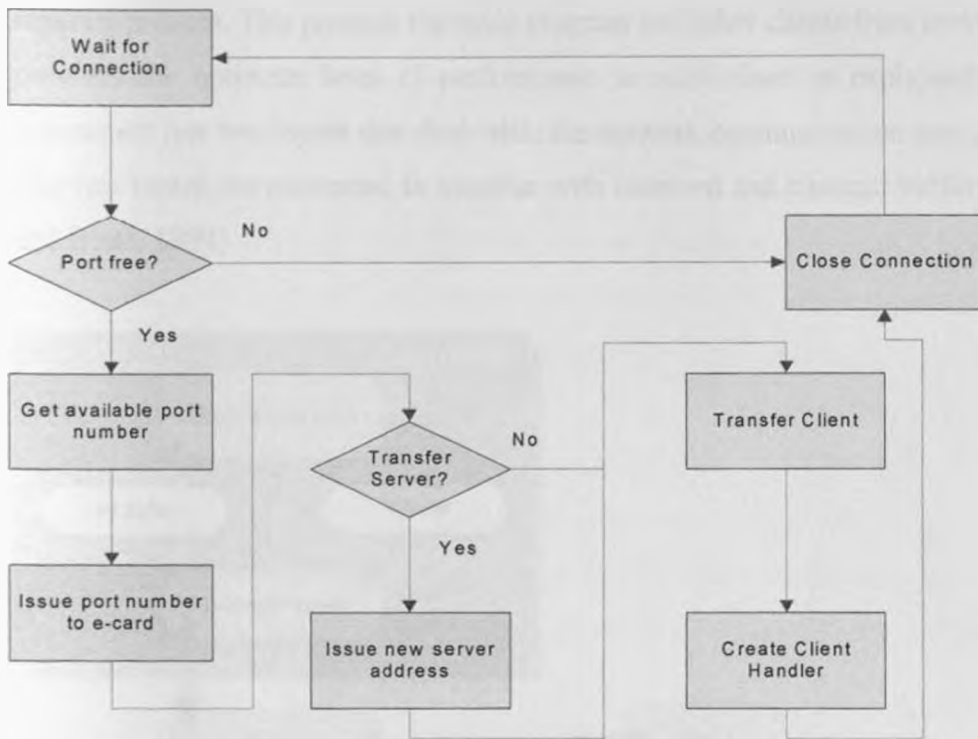 Wait for
Connection
No
Port free?
Close Connection
Yes
Get available port
number
No
Transfer Client
Transfer
Server?
Yes
Issue port number
to e-card
Issue new server
address
Create Client
Handler